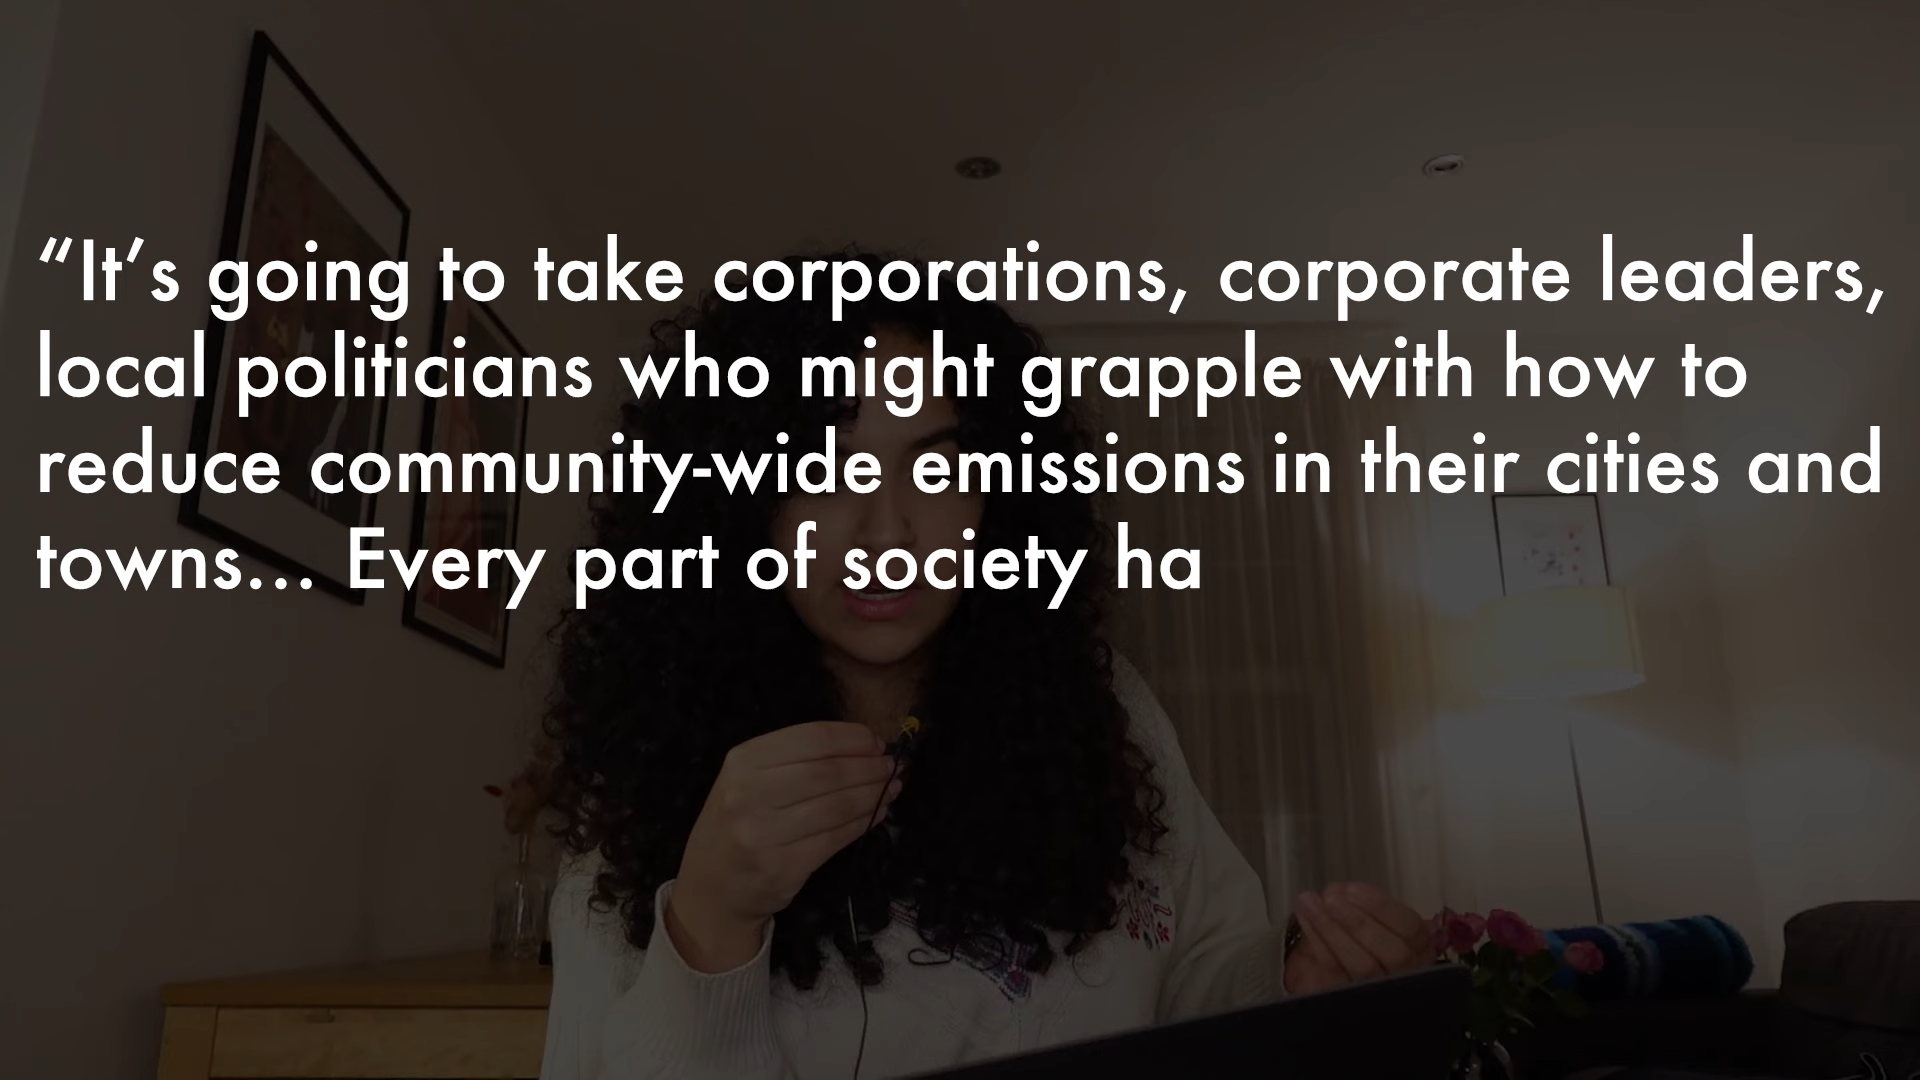 “It’s going to take corporations, corporate leaders,
local politicians who might grapple with how to
reduce community-wide emissions in their cities and
towns... Every part of society ha